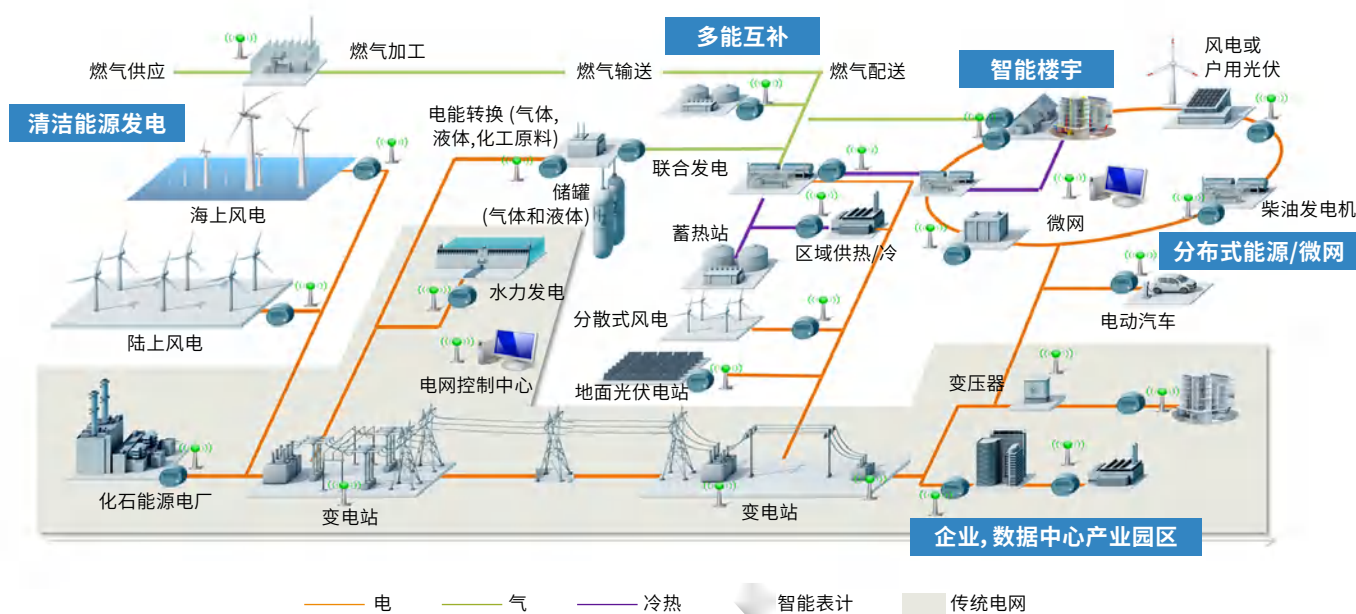 多能互补
燃气供应
燃气加工
燃气输送
燃气配送
智能楼宇
风电或
户用光伏
清洁能源发电
电能转换 (气体,
液体,化工原料)
储罐
(气体和液体)
联合发电
海上风电
蓄热站
区域供热/冷
微网
柴油发电机
分布式能源/微网
水力发电
陆上风电
分散式风电
电动汽车
电网控制中心
地面光伏电站
变压器
化石能源电厂
变电站
变电站
企业, 数据中心产业园区
电
气
冷热
智能表计
传统电网